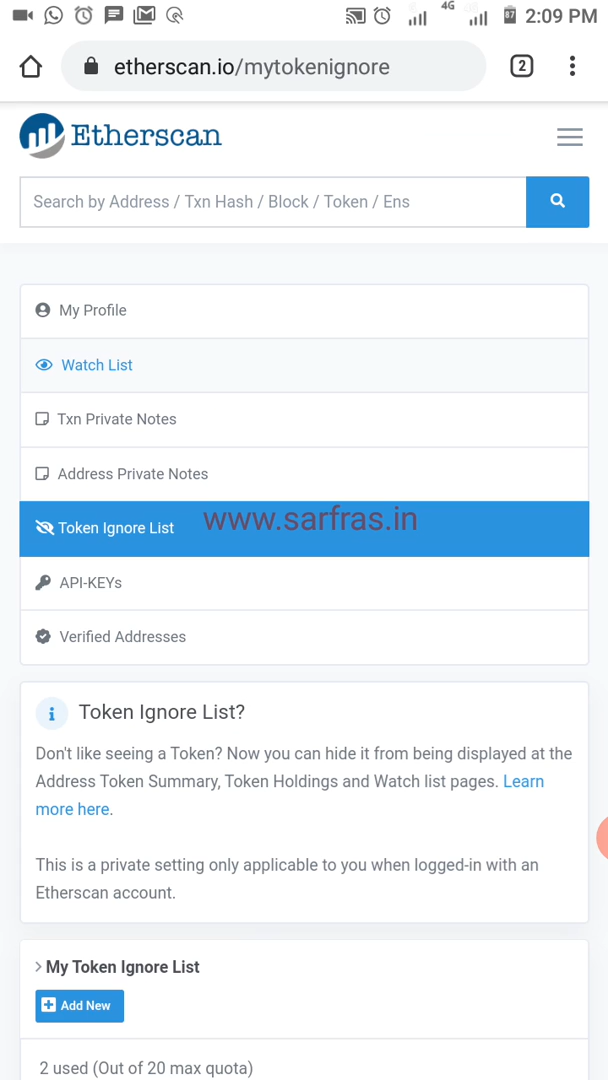 4G
87
2:09 PM
etherscan.io/mytokenignore
2
Etherscan
Search by Address / Txn Hash / Block / Token / Ens
My Profile
Watch List
Txn Private Notes
Address Private Notes
Token Ignore List
www.sarfras.in
API-KEYs
Verified Addresses
Token Ignore List?
Don't like seeing a Token? Now you can hide it from being displayed at the
Address Token Summary, Token Holdings and Watch list pages. Learn
more here.
This is a private setting only applicable to you when logged-in with an
Etherscan account.
My Token Ignore List
Add New
2 used (Out of 20 max quota)